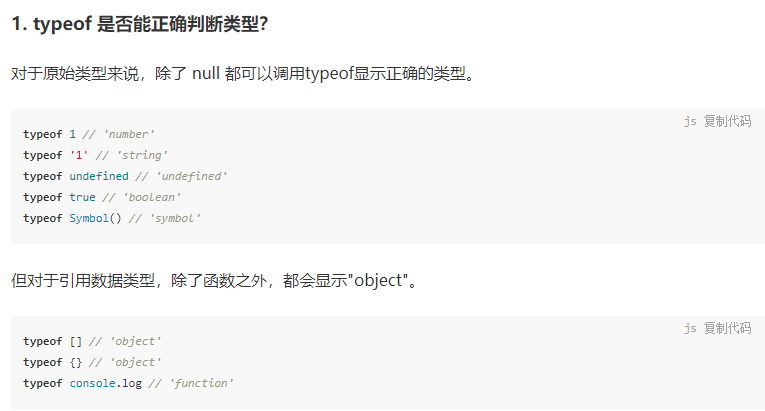 1. typeof 是否能正确判断类型？
对于原始类型来说，除了 null 都可以调用typeof显示正确的类型。
js 复制代码
typeof 1 // 'number'
typeof '1' // 'string'
typeof undefined // 'undefined'
typeof true // 'boolean'
typeof Symbol() // 'symbol'
但对于引用数据类型，除了函数之外，都会显示"object"。
js 复制代码
typeof [] // 'object'
typeof {} // 'object'
typeof console.log // 'function'